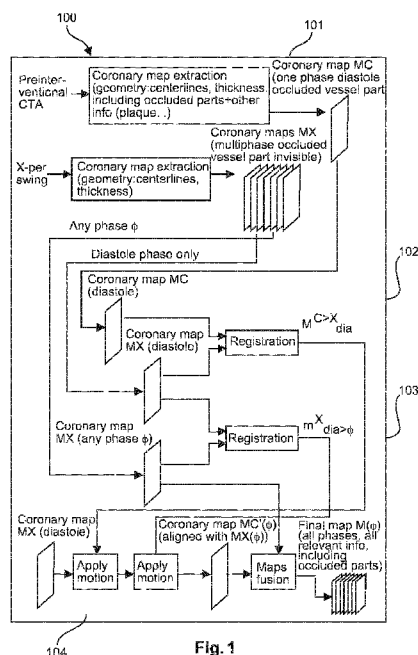 100
101
Preinter-
ventional
CTA
Coronary map extraction
(geometry:centerlines, thickness,
including occluded parts+other
info (plaque. .)
Coronary map MC
(one phase diastole
occluded vessel part
Coronary maps MX
(multiphase occluded
vessel part invisible)
X-per
swing
Coronary map extraction
(geometry:centerlines,
thickness)
Any phase ϕ
Diastole phase only
102
Coronary map MC
(diastole)
Coronary map
MX (diastole)
Registration
M C>X dia
103
Coronary map
MX (any phase ϕ)
Registration
m X dia>ϕ
Coronary map
MX (diastole)
Coronary map MC'(ϕ)
(aligned with MX(ϕ))
Final map M(ϕ)
(all phases, all
relevant info,
including
occluded parts)
Apply
motion
Apply
motion
Maps
fusion
104
Fig. 1